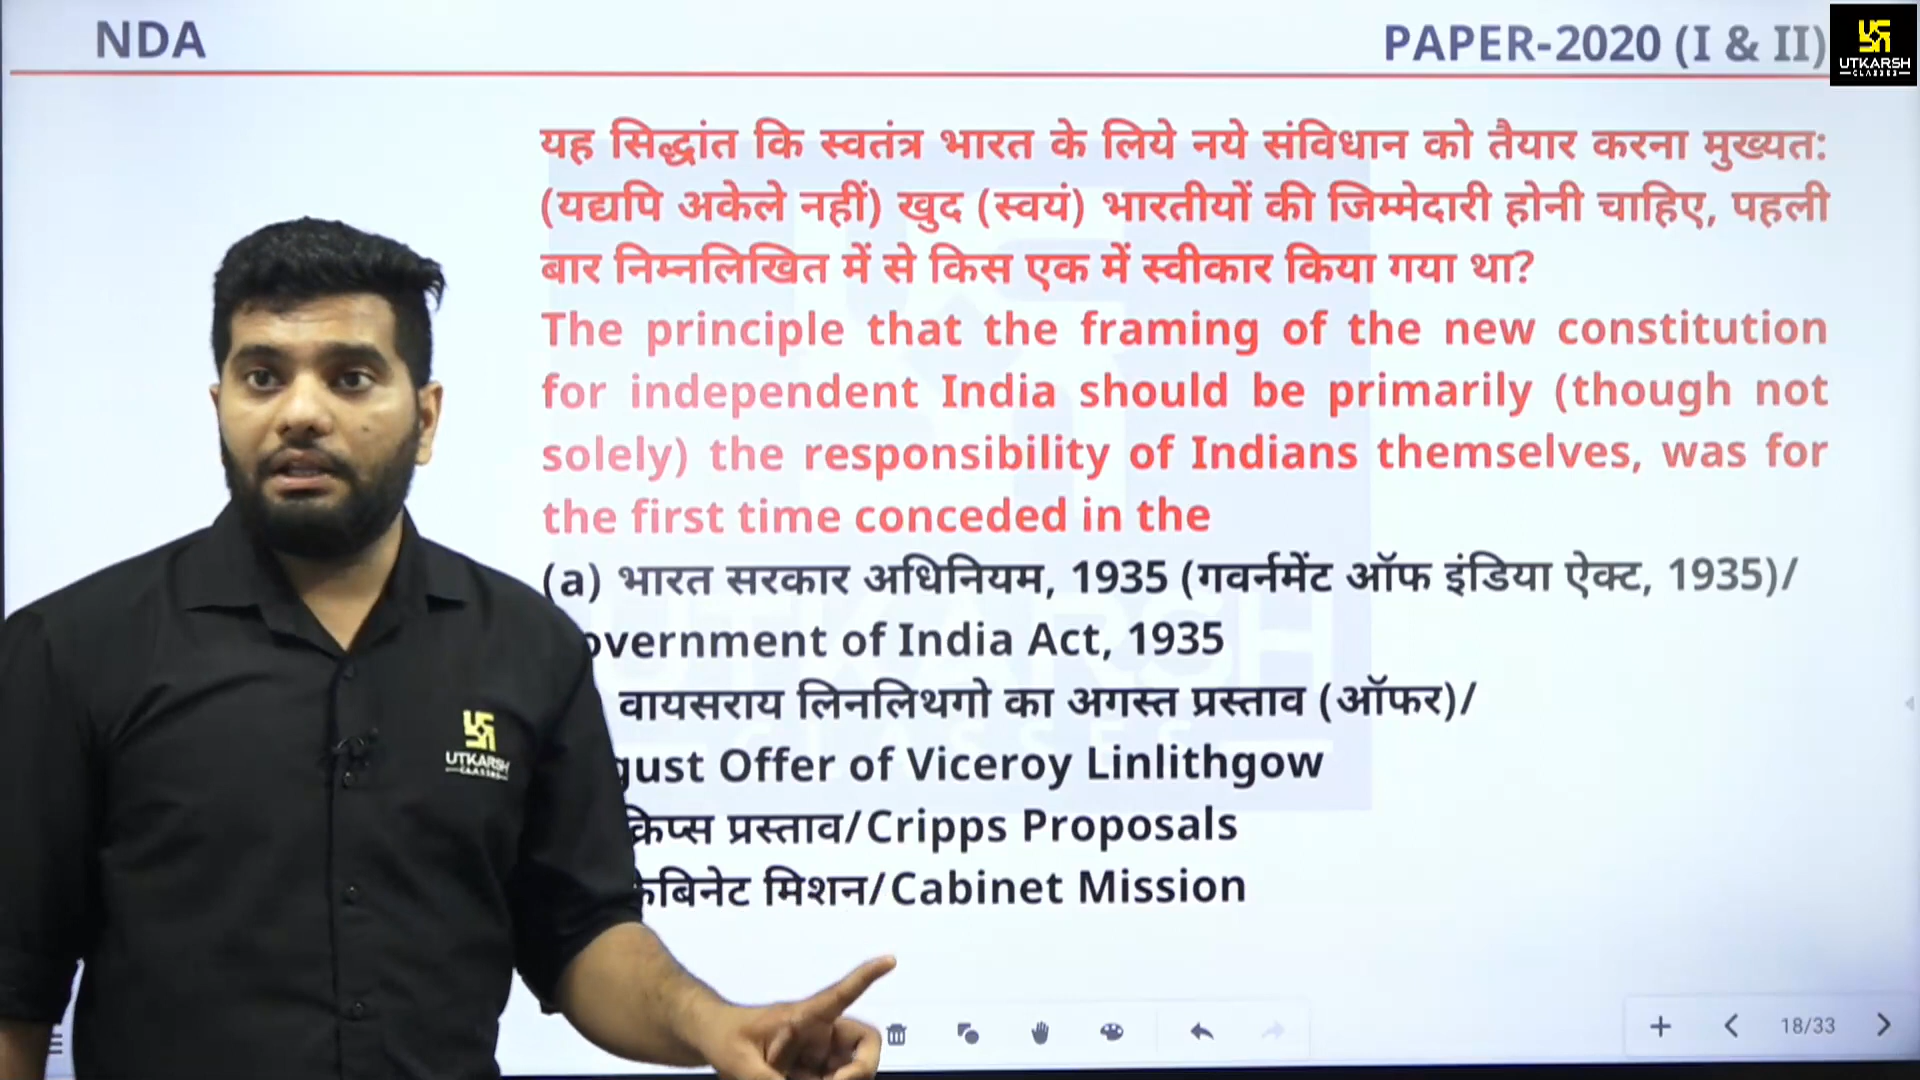 NDA
PAPER-2020 (I & II)
UTKARSH
CLASSES
यह सिद्धांत कि स्वतंत्र भारत के लिये नये संविधान को तैयार करना मुख्यत:
(यद्यपि अकेले नहीं) खुद (स्वयं) भारतीयों की जिम्मेदारी होनी चाहिए, पहली
बार निम्नलिखित में से किस एक में स्वीकार किया गया था?
The principle that the framing of the new constitution
for independent India should be primarily (though not
solely) the responsibility of Indians themselves, was for
the first time conceded in the
(a) भारत सरकार अधिनियम, 1935 (गवर्नमेंट ऑफ इंडिया ऐक्ट, 1935)/
of India Act, 1935
वायसराय लिनलिथगो का अगस्त प्रस्ताव (ऑफर)/
Offer of Viceroy Linlithgow
क्रिप्स प्रस्ताव/Cripps Proposals
मिशन/Cabinet Mission
UTKARSH
CLASSES
18/33